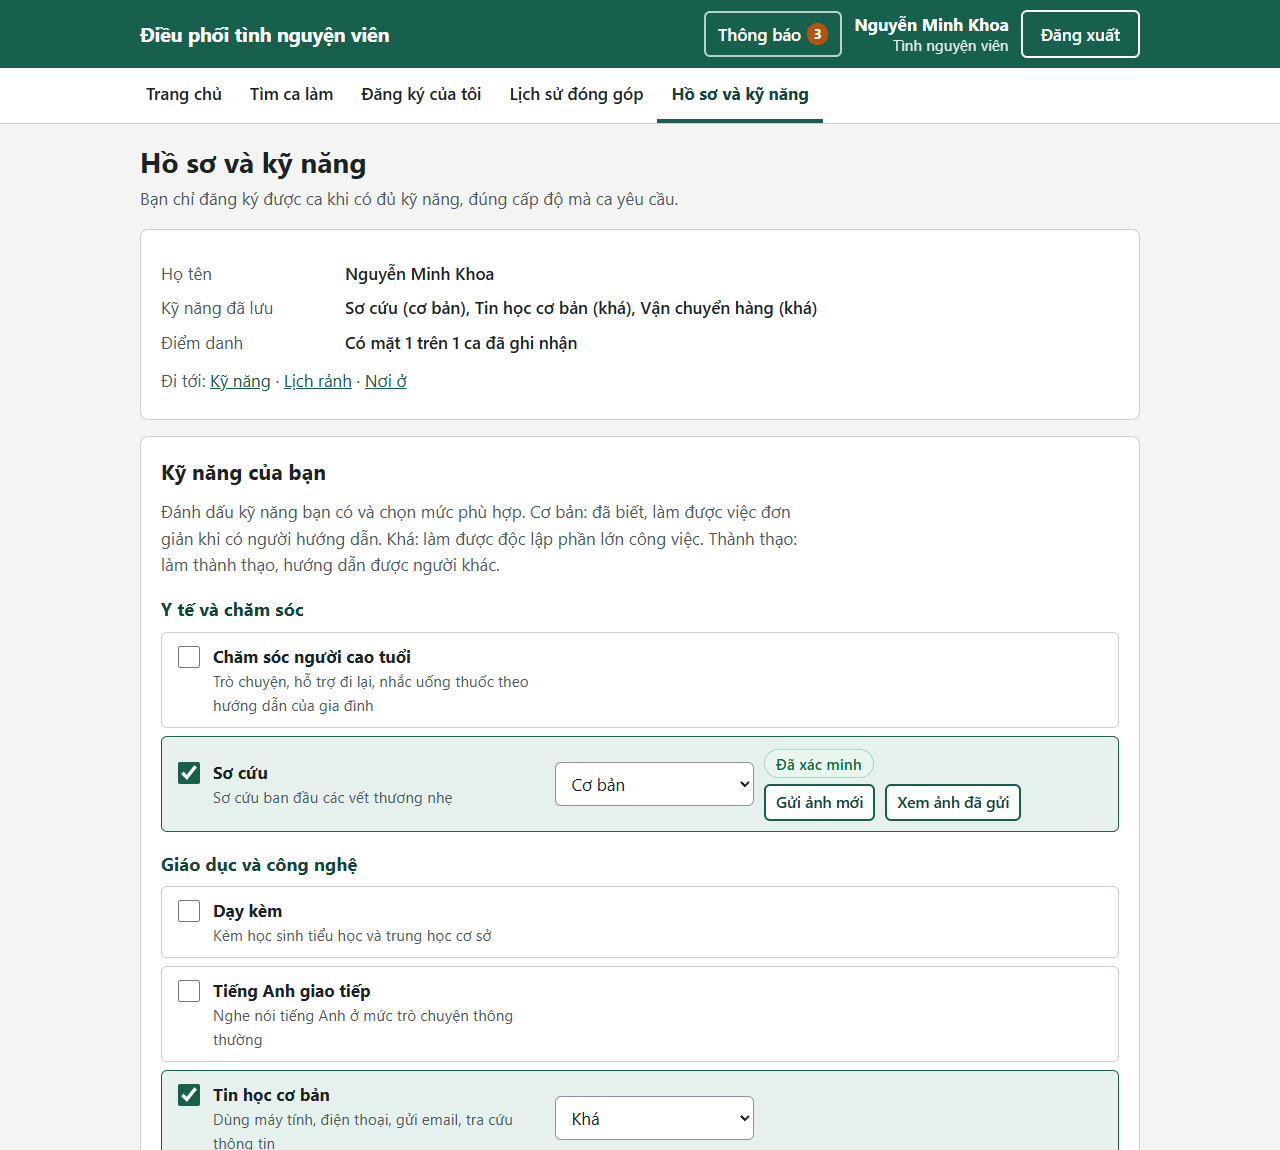 Điều phối tình nguyện viên
Thông báo 3
Nguyễn Minh Khoa
Tình nguyện viên
Đăng xuất
Trang chủ
Tìm ca làm
Đăng ký của tôi
Lịch sử đóng góp
Hồ sơ và kỹ năng
Hồ sơ và kỹ năng
Bạn chỉ đăng ký được ca khi có đủ kỹ năng, đúng cấp độ mà ca yêu cầu.
Họ tên Nguyễn Minh Khoa
Kỹ năng đã lưu Sơ cứu (cơ bản), Tin học cơ bản (khá), Vận chuyển hàng (khá)
Điểm danh Có mặt 1 trên 1 ca đã ghi nhận
Đi tới: Kỹ năng · Lịch rảnh · Nơi ở
Kỹ năng của bạn
Đánh dấu kỹ năng bạn có và chọn mức phù hợp. Cơ bản: đã biết, làm được việc đơn
giản khi có người hướng dẫn. Khá: làm được độc lập phần lớn công việc. Thành thạo:
làm thành thạo, hướng dẫn được người khác.
Y tế và chăm sóc
Chăm sóc người cao tuổi
Trò chuyện, hỗ trợ đi lại, nhắc uống thuốc theo
hướng dẫn của gia đình
Sơ cứu
Sơ cứu ban đầu các vết thương nhẹ
Cơ bản
Đã xác minh
Gửi ảnh mới
Xem ảnh đã gửi
Giáo dục và công nghệ
Dạy kèm
Kèm học sinh tiểu học và trung học cơ sở
Tiếng Anh giao tiếp
Nghe nói tiếng Anh ở mức trò chuyện thông
thường
Tin học cơ bản
Dùng máy tính, điện thoại, gửi email, tra cứu
thông tin
Khá